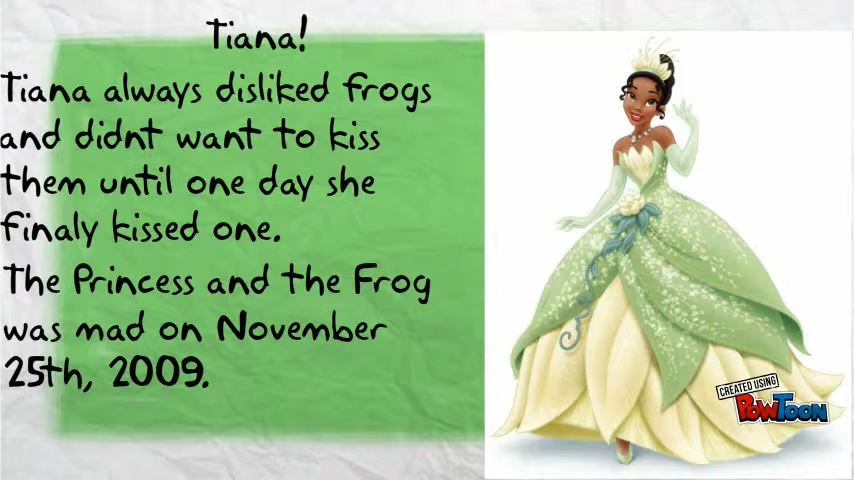 Tiana!
Tiana always disliked frogs
and didnt want to kiss
them until one day she
finaly kissed one.
The Princess and the Frog
was mad on November
25th, 2009.
CREATED USING
POWTOON